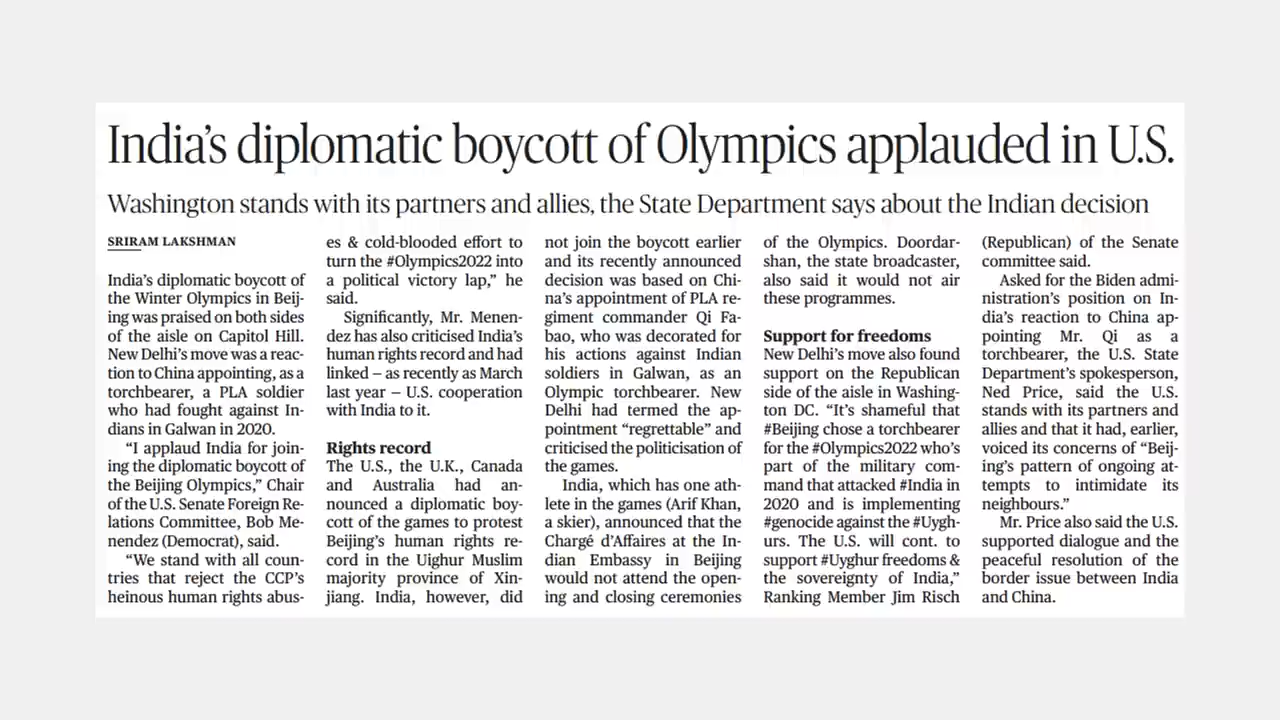 India's diplomatic boycott of Olympics applauded in U.S.
Washington stands with its partners and allies, the State Department says about the Indian decision
SRIRAM LAKSHMAN
India's diplomatic boycott of
the Winter Olympics in Beij-
ing was praised on both sides
of the aisle on Capitol Hill.
New Delhi's move was a reac-
tion to China appointing, as a
torchbearer, a PLA soldier
who had fought against In-
dians in Galwan in 2020.
“I applaud India for join-
ing the diplomatic boycott of
the Beijing Olympics,” Chair
of the U.S. Senate Foreign Re-
lations Committee, Bob Me-
nendez (Democrat), said.
“We stand with all coun-
tries that reject the CCP's
heinous human rights abus-
es & cold-blooded effort to
turn the #Olympics2022 into
a political victory lap,” he
said.
Significantly, Mr. Menen-
dez has also criticised India's
human rights record and had
linked – as recently as March
last year – U.S. cooperation
with India to it.
Rights record
The U.S., the U.K., Canada
and Australia had an-
nounced a diplomatic boy-
cott of the games to protest
Beijing's human rights re-
cord in the Uighur Muslim
majority province of Xin-
jiang. India, however, did
not join the boycott earlier
and its recently announced
decision was based on Chi-
na's appointment of PLA re-
giment commander Qi Fa-
bao, who was decorated for
his actions against Indian
soldiers in Galwan, as an
Olympic torchbearer. New
Delhi had termed the ap-
pointment “regrettable” and
criticised the politicisation of
the games.
India, which has one ath-
lete in the games (Arif Khan,
a skier), announced that the
Chargé d'Affaires at the In-
dian Embassy in Beijing
would not attend the open-
ing and closing ceremonies
of the Olympics. Doordar-
shan, the state broadcaster,
also said it would not air
these programmes.
Support for freedoms
New Delhi's move also found
support on the Republican
side of the aisle in Washing-
ton DC. “It's shameful that
#Beijing chose a torchbearer
for the #Olympics2022 who's
part of the military com-
mand that attacked #India in
2020 and is implementing
#genocide against the #Uygh-
urs. The U.S. will cont. to
support #Uyghur freedoms &
the sovereignty of India,”
Ranking Member Jim Risch
(Republican) of the Senate
committee said.
Asked for the Biden admi-
nistration's position on In-
dia's reaction to China ap-
pointing Mr. Qi as a
torchbearer, the U.S. State
Department's spokesperson,
Ned Price, said the U.S.
stands with its partners and
allies and that it had, earlier,
voiced its concerns of “Beij-
ing's pattern of ongoing at-
tempts to intimidate its
neighbours.”
Mr. Price also said the U.S.
supported dialogue and the
peaceful resolution of the
border issue between India
and China.